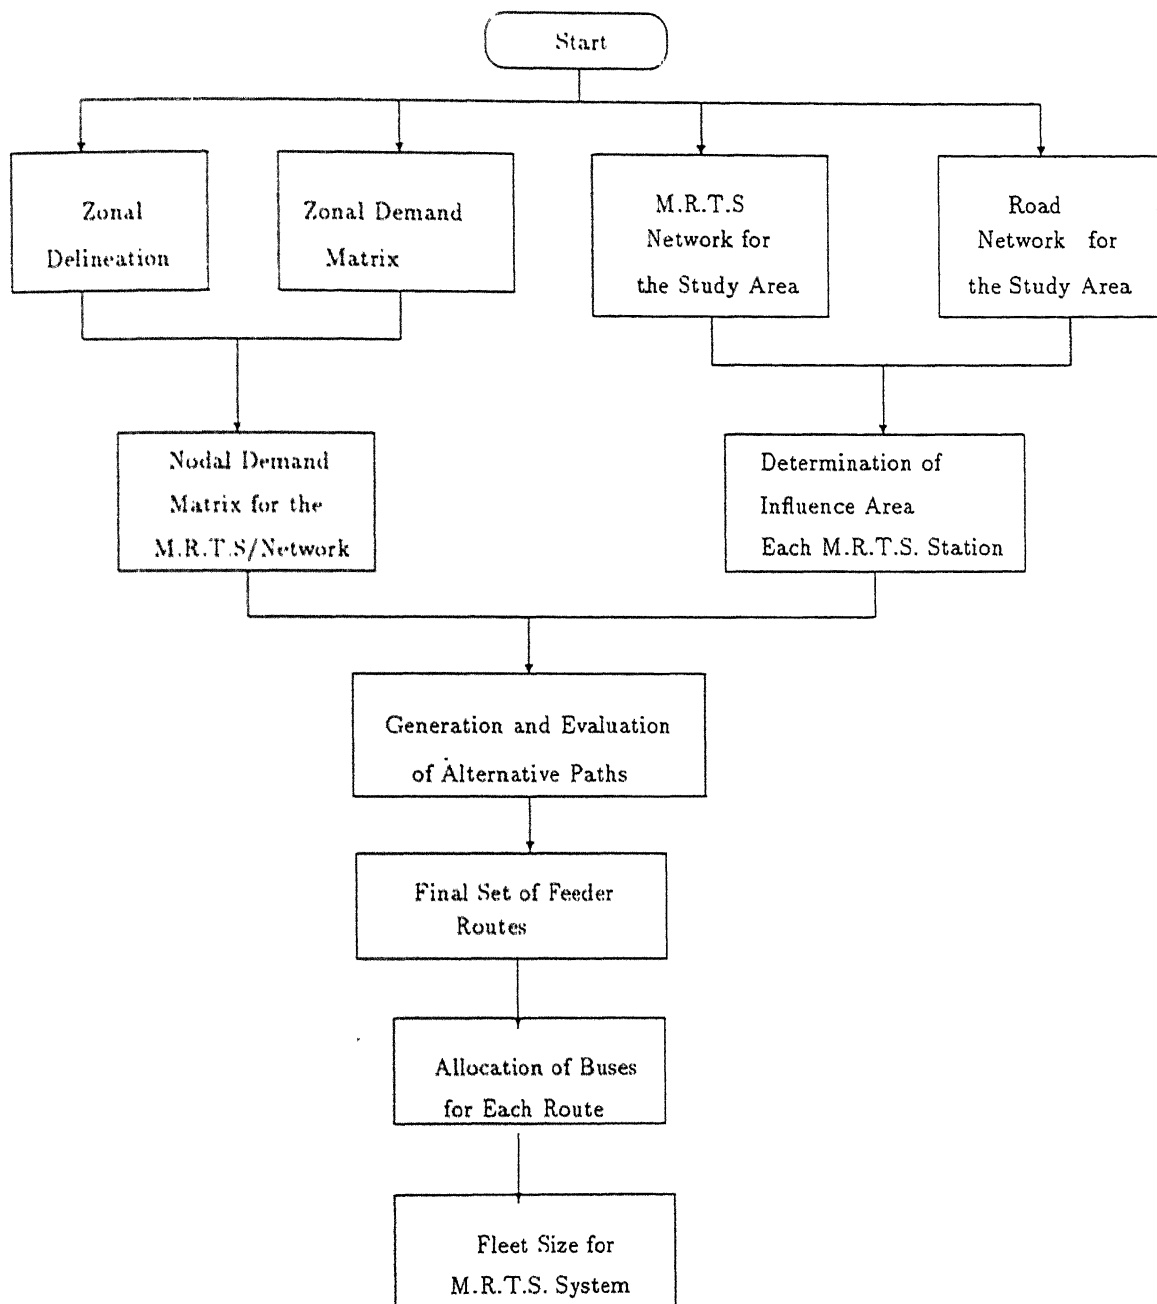 Start
Zonal
Delineation
Zonal Demand
Matrix
M.R.T.S
Network for
the Study Area
Road
Network for
the Study Area
Nodal Demand
Matrix for the
M.R.T.S/Network
Determination of
Influence Area
Each M.R.T.S. Station
Generation and Evaluation
of Alternative Paths
Final Set of Feeder
Routes
Allocation of Buses
for Each Route
Fleet Size for
M.R.T.S. System